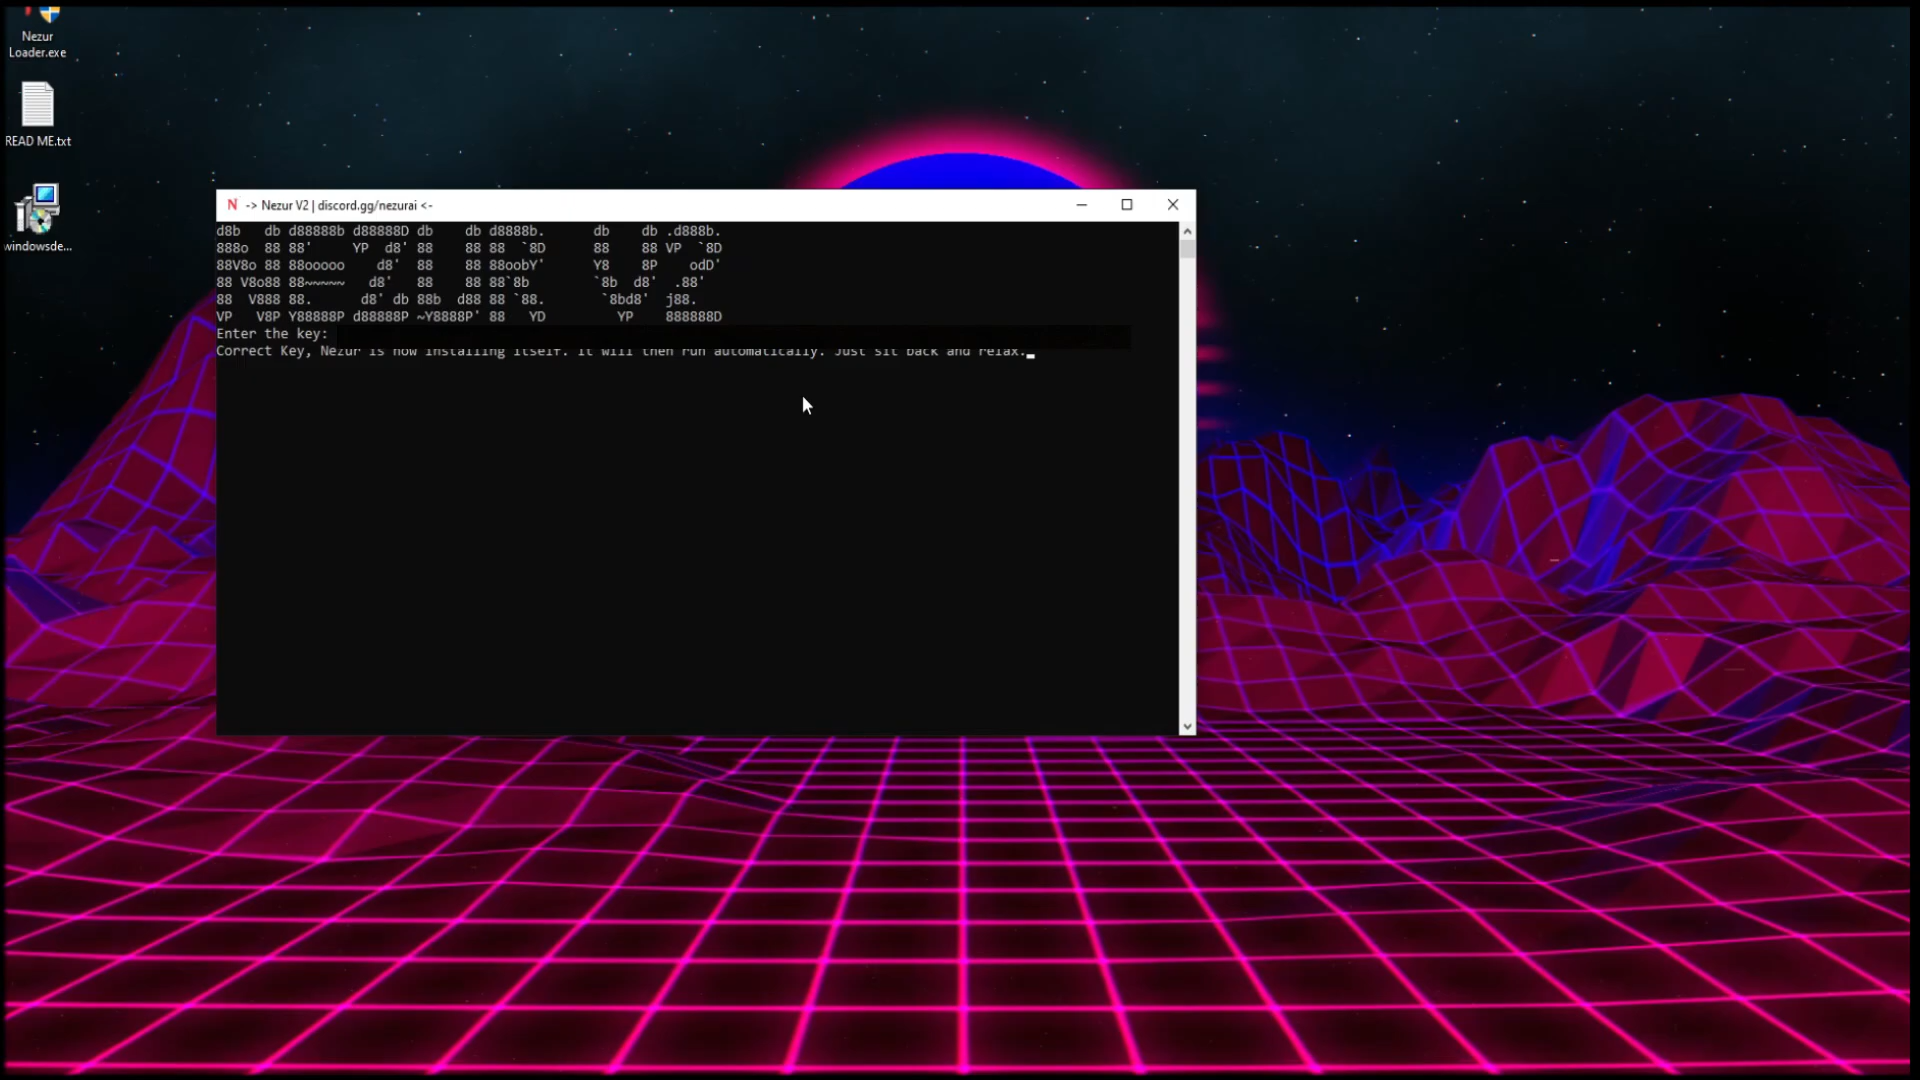 Nezur
Loader.exe
READ ME.txt
windowsde...
N -> Nezur V2 | discord.gg/nezurai <-
d8b   db d88888b d88888D db    db d8888b.      db    db .d888b.
888o  88 88'     YP  d8' 88    88 88  `8D      88    88 VP  `8D
88V8o 88 88ooooo    d8'  88    88 88oobY'      Y8    8P    odD'
88 V8o88 88~~~~~   d8'   88    88 88`8b        `8b  d8'  .88'
88  V888 88.      d8' db 88b  d88 88 `88.       `8bd8'  j88.
VP   V8P Y88888P d88888P ~Y8888P' 88   YD         YP    888888D
Enter the key:
Correct Key, Nezur is now installing itself. It will then run automatically. Just sit back and relax.